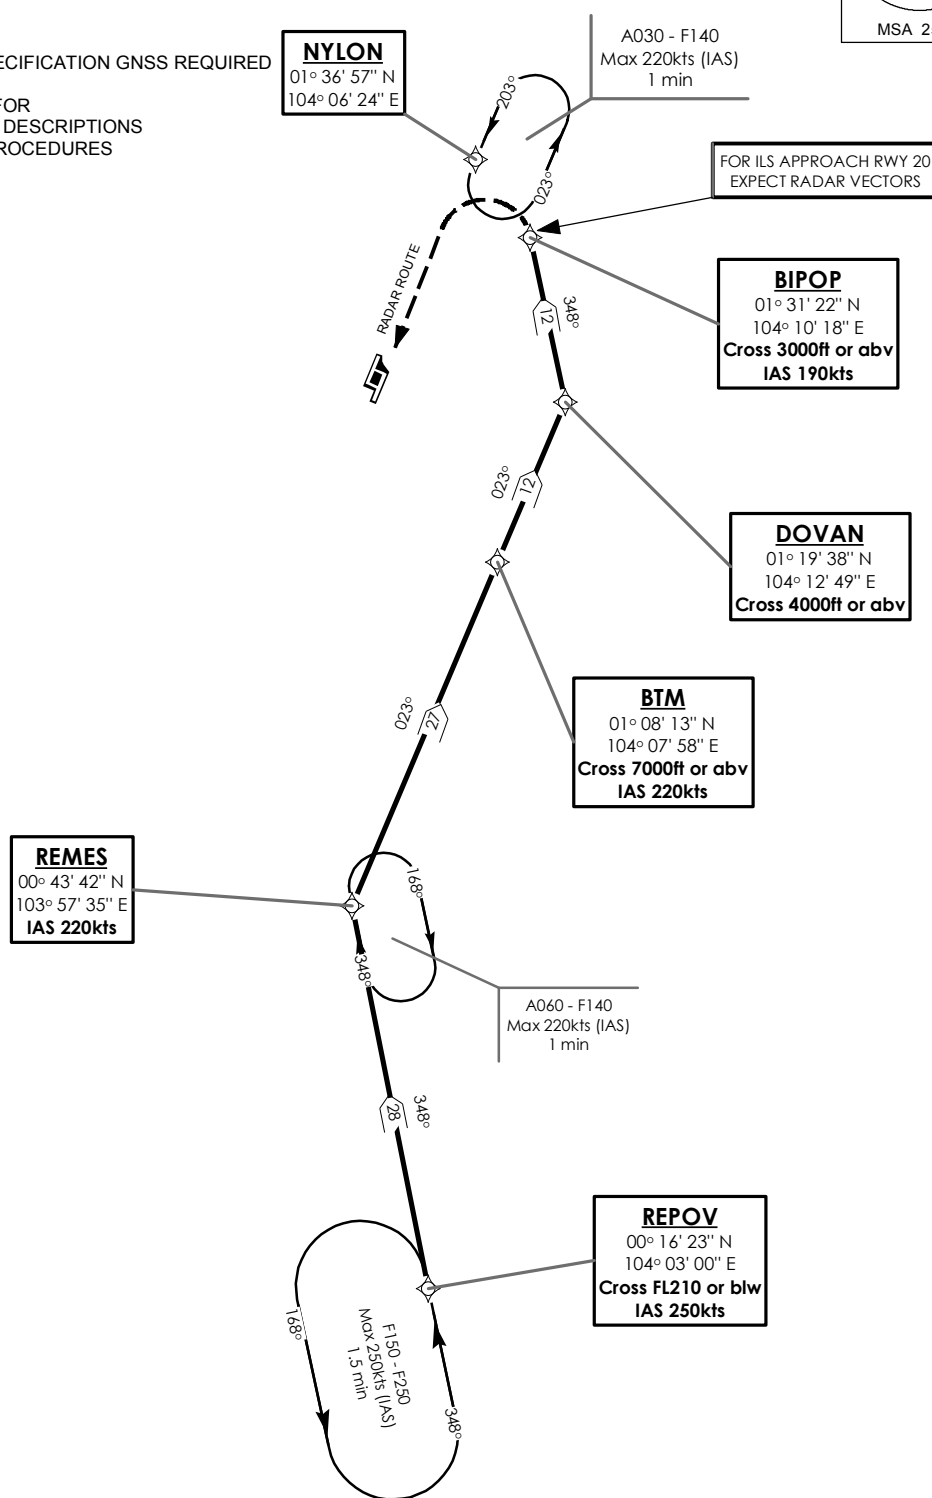 MSA 2
ECIFICATION GNSS REQUIRED
FOR
DESCRIPTIONS
ROCEDURES
NYLON
01° 36' 57" N
104° 06' 24" E
A030 - F140
Max 220kts (IAS)
1 min
203°
023°
FOR ILS APPROACH RWY 20
EXPECT RADAR VECTORS
RADAR ROUTE
BIPOP
01° 31' 22" N
104° 10' 18" E
Cross 3000ft or abv
IAS 190kts
348°
12
023°
12
DOVAN
01° 19' 38" N
104° 12' 49" E
Cross 4000ft or abv
BTM
01° 08' 13" N
104° 07' 58" E
Cross 7000ft or abv
IAS 220kts
023°
27
REMES
00° 43' 42" N
103° 57' 35" E
IAS 220kts
168°
348°
A060 - F140
Max 220kts (IAS)
1 min
348°
28
REPOV
00° 16' 23" N
104° 03' 00" E
Cross FL210 or blw
IAS 250kts
168°
F150 - F250
Max 250kts (IAS)
1.5 min
348°